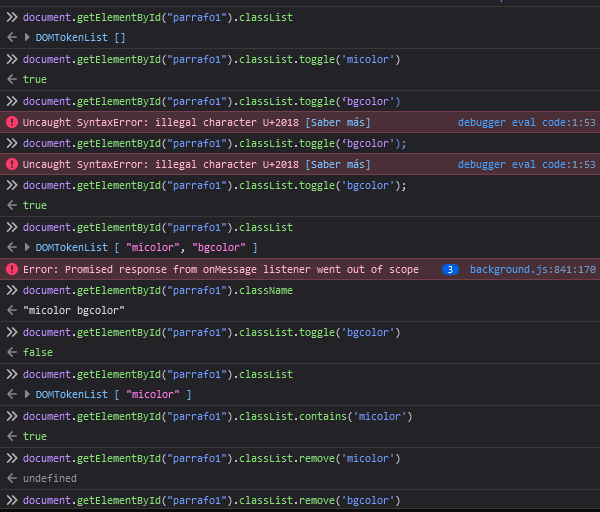 document.getElementById("parrafo1").classList
DOMTokenList []
document.getElementById("parrafo1").classList.toggle('micolor')
true
document.getElementById("parrafo1").classList.toggle(‘bgcolor')
Uncaught SyntaxError: illegal character U+2018 [Saber más] debugger eval code:1:53
document.getElementById("parrafo1").classList.toggle(‘bgcolor');
Uncaught SyntaxError: illegal character U+2018 [Saber más] debugger eval code:1:53
document.getElementById("parrafo1").classList.toggle('bgcolor');
true
document.getElementById("parrafo1").classList
DOMTokenList [ "micolor", "bgcolor" ]
Error: Promised response from onMessage listener went out of scope 3 background.js:841:170
document.getElementById("parrafo1").className
"micolor bgcolor"
document.getElementById("parrafo1").classList.toggle('bgcolor')
false
document.getElementById("parrafo1").classList
DOMTokenList [ "micolor" ]
document.getElementById("parrafo1").classList.contains('micolor')
true
document.getElementById("parrafo1").classList.remove('micolor')
undefined
document.getElementById("parrafo1").classList.remove('bgcolor')